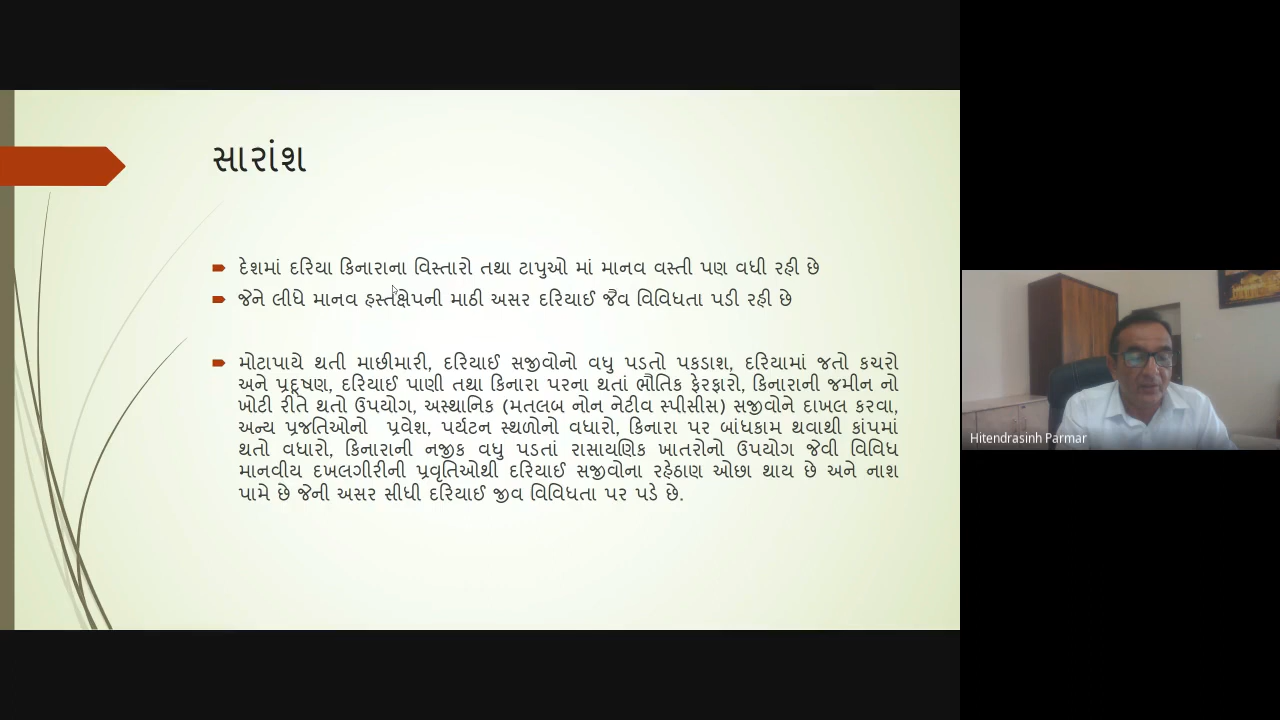 સારાંશ
દેશમાં દરિયા કિનારાના વિસ્તારો તથા ટાપુઓ માં માનવ વસ્તી પણ વધી રહી છે
જેને લીધે માનવ હસ્તક્ષેપની માઠી અસર દરિયાઈ જૈવ વિવિધતા પડી રહી છે
મોટાપાયે થતી માછીમારી, દરિયાઈ સજીવોનો વધુ પડતો પકડાશ, દરિયામાં જતો કચરો
અને પ્રદૂષણ, દરિયાઈ પાણી તથા કિનારા પરના થતાં ભૌતિક ફેરફારો, કિનારાની જમીન નો
ખોટી રીતે થતો ઉપયોગ, અસ્થાનિક (મતલબ નોન નેટીવ સ્પીસીસ) સજીવોને દાખલ કરવા,
અન્ય પ્રજતિઓનો પ્રવેશ, પર્યટન સ્થળોનો વધારો, કિનારા પર બાંધકામ થવાથી કાંપમાં
થતો વધારો, કિનારાની નજીક વધુ પડતાં રાસાયણિક ખાતરોનો ઉપયોગ જેવી વિવિધ
માનવીય દખલગીરીની પ્રવૃતિઓથી દરિયાઈ સજીવોના રહેઠાણ ઓછા થાય છે અને નાશ
પામે છે જેની અસર સીધી દરિયાઈ જીવ વિવિધતા પર પડે છે.
Hitendrasinh Parmar